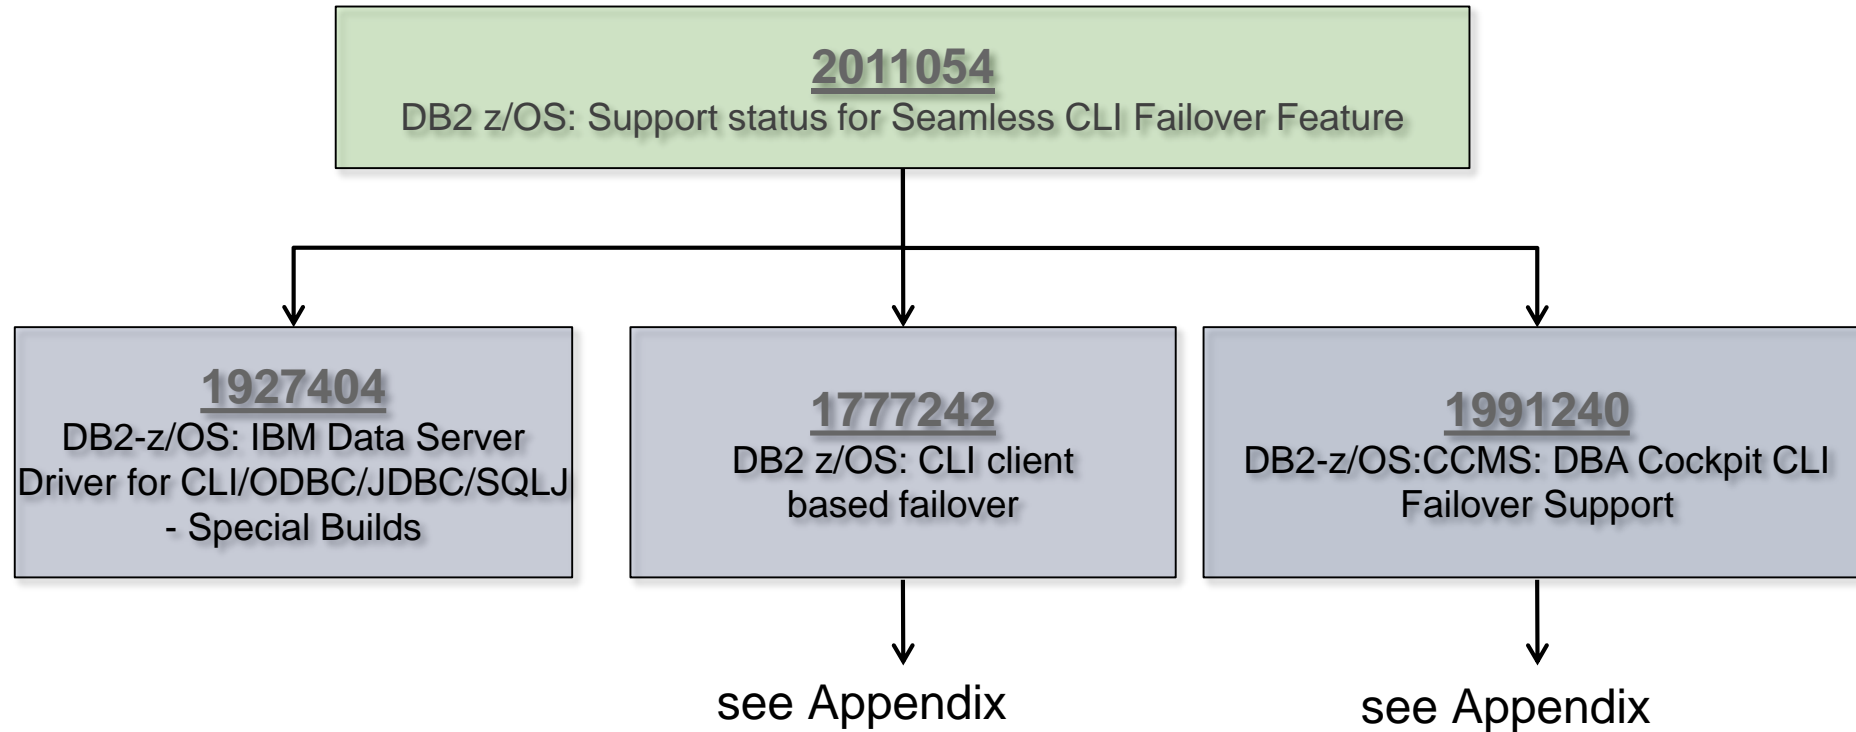 2011054
DB2 z/OS: Support status for Seamless CLI Failover Feature
1927404
DB2-z/OS: IBM Data Server
Driver for CLI/ODBC/JDBC/SQLJ
- Special Builds
1777242
DB2 z/OS: CLI client
based failover
1991240
DB2-z/OS:CCMS: DBA Cockpit CLI
Failover Support
see Appendix
see Appendix